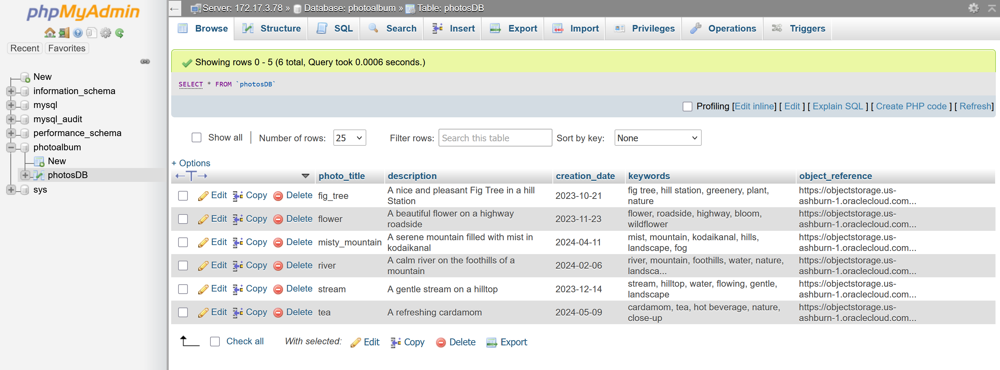 phpMyAdmin
Recent Favorites
New
information_schema
mysql
mysql_audit
performance_schema
photoalbum
New
photosDB
sys
← Server: 172.17.3.78 » Database: photoalbum » Table: photosDB
Browse Structure SQL Search Insert Export Import Privileges Operations Triggers
Showing rows 0 - 5 (6 total, Query took 0.0006 seconds.)
SELECT * FROM `photosDB`
Profiling [Edit inline] [ Edit ] [ Explain SQL ] [ Create PHP code ] [ Refresh]
Show all | Number of rows: 25 Filter rows: Search this table Sort by key: None
+ Options
←T→ photo_title description creation_date keywords object_reference
Edit Copy Delete fig_tree A nice and pleasant Fig Tree in a hill Station 2023-10-21 fig tree, hill station, greenery, plant, nature https://objectstorage.us-ashburn-1.oraclecloud.com...
Edit Copy Delete flower A beautiful flower on a highway roadside 2023-11-23 flower, roadside, highway, bloom, wildflower https://objectstorage.us-ashburn-1.oraclecloud.com...
Edit Copy Delete misty_mountain A serene mountain filled with mist in kodaikanal 2024-04-11 mist, mountain, kodaikanal, hills, landscape, fog https://objectstorage.us-ashburn-1.oraclecloud.com...
Edit Copy Delete river A calm river on the foothills of a mountain 2024-02-06 river, mountain, foothills, water, nature, landsca... https://objectstorage.us-ashburn-1.oraclecloud.com...
Edit Copy Delete stream A gentle stream on a hilltop 2023-12-14 stream, hilltop, water, flowing, gentle, landscape https://objectstorage.us-ashburn-1.oraclecloud.com...
Edit Copy Delete tea A refreshing cardamom 2024-05-09 cardamom, tea, hot beverage, nature, close-up https://objectstorage.us-ashburn-1.oraclecloud.com...
Check all With selected: Edit Copy Delete Export